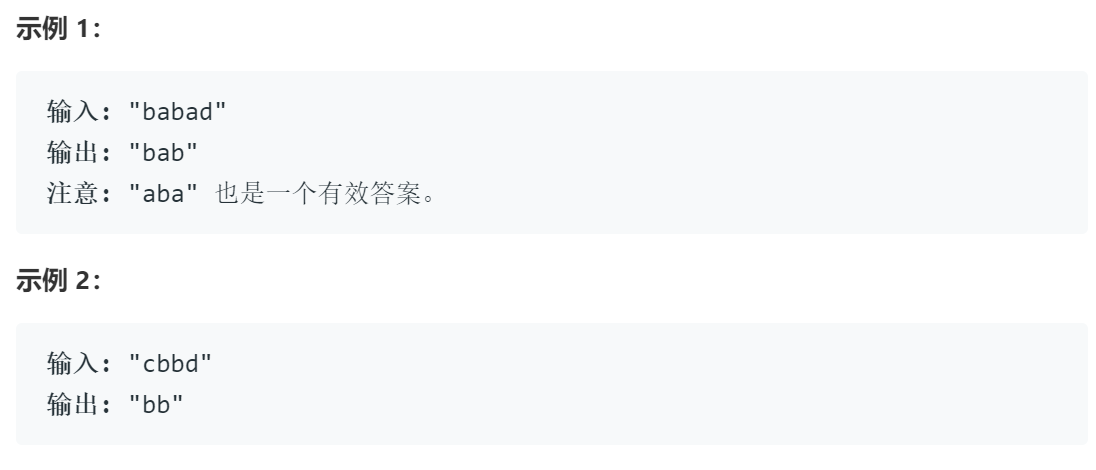 示例 1：
输入："babad"
输出："bab"
注意："aba" 也是一个有效答案。
示例 2：
输入："cbbd"
输出："bb"